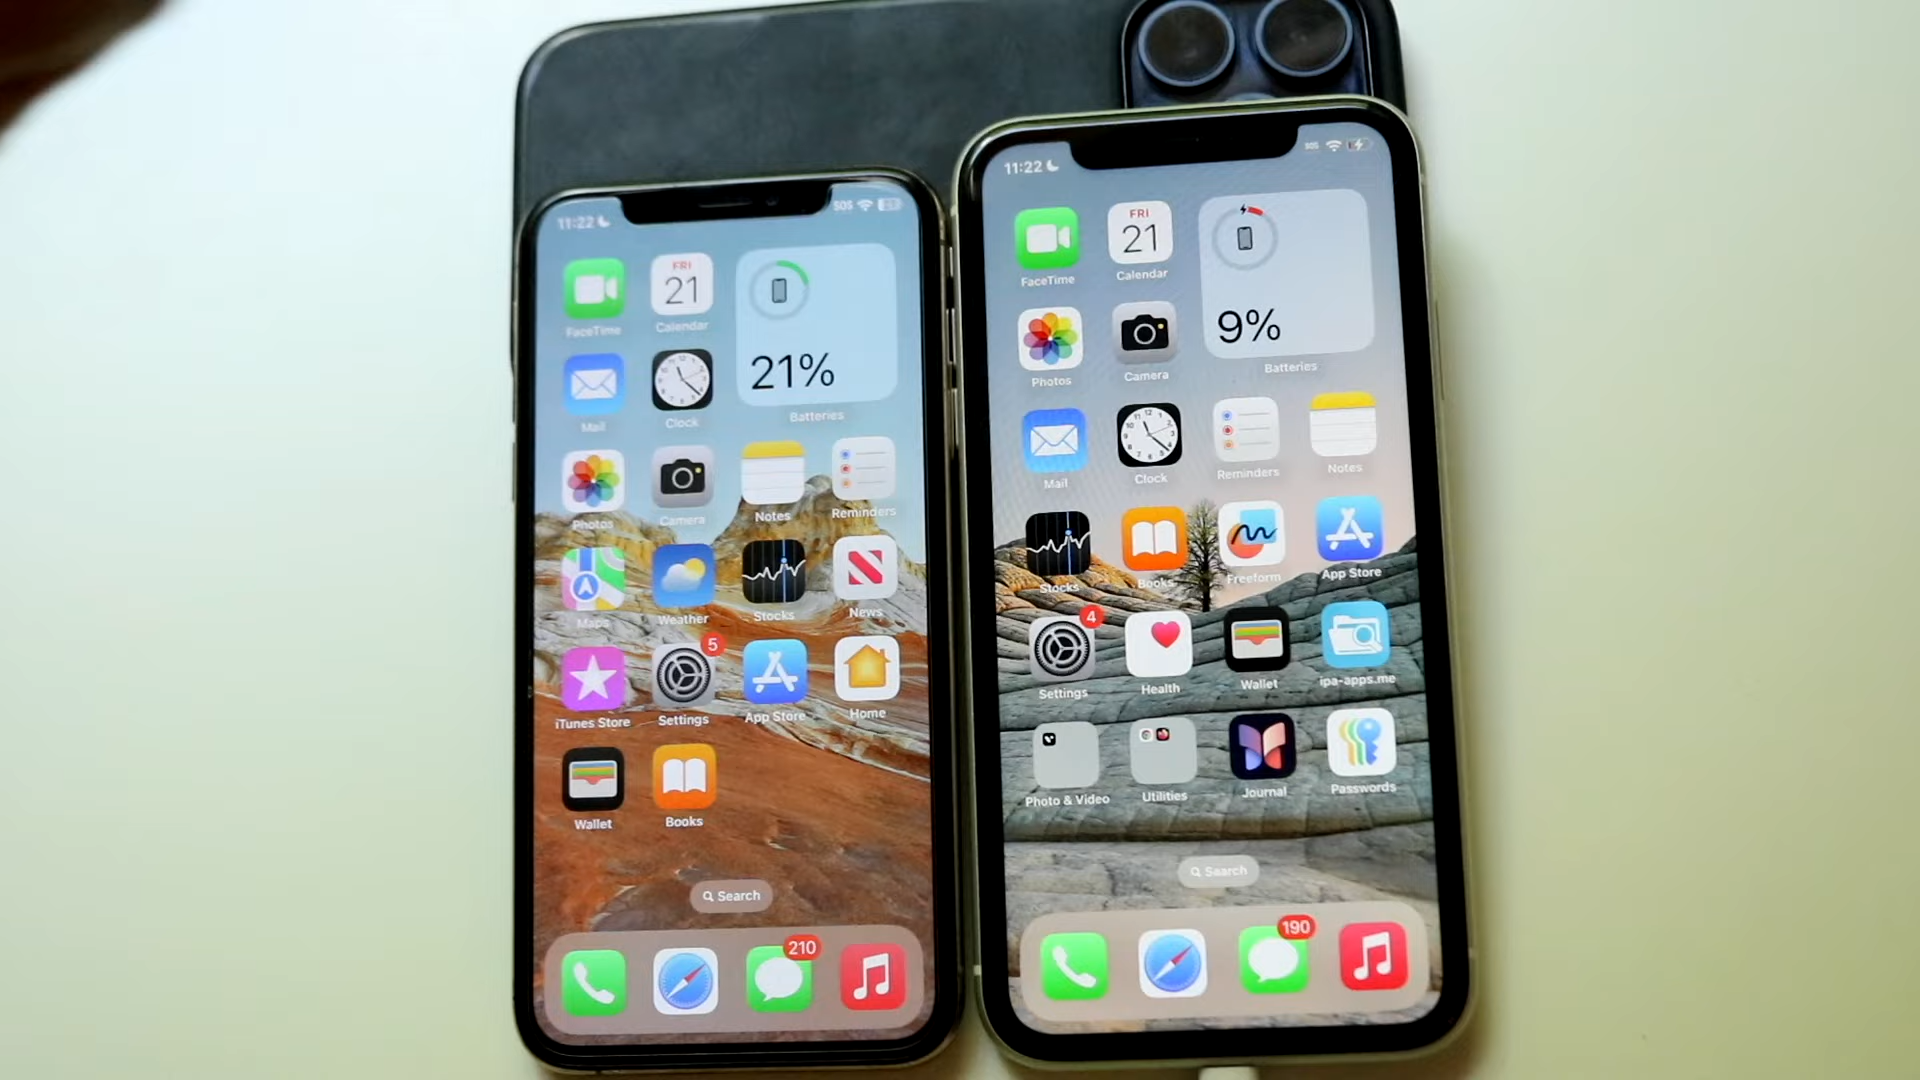 11:22
SOS
FRI
21
FaceTime
Calendar
21%
Mail
Clock
Batteries
Photos
Camera
Notes
Reminders
Maps
Weather
Stocks
News
5
iTunes Store
Settings
App Store
Home
Wallet
Books
Search
210
11:22
SOS
FRI
21
FaceTime
Calendar
9%
Photos
Camera
Batteries
Mail
Clock
Reminders
Notes
Stocks
Books
Freeform
App Store
4
Settings
Health
Wallet
ipa-apps.me
Photo & Video
Utilities
Journal
Passwords
Search
190